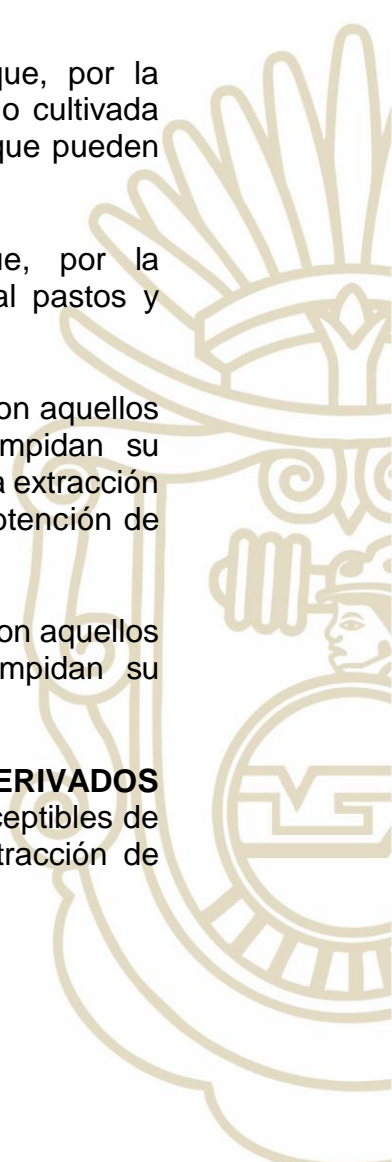 que, por la
o cultivada
que pueden
por la
al pastos y
on aquellos
mpidan su
a extracción
otención de
on aquellos
mpidan su
ERIVADOS
ceptibles de
tracción de